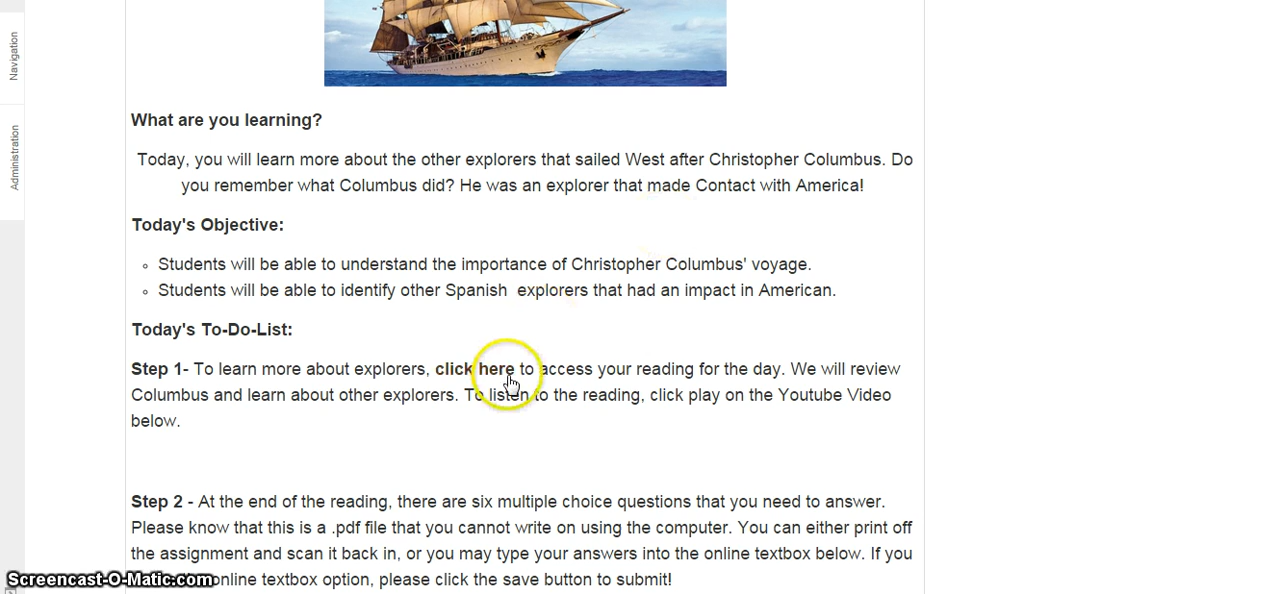 Navigation
Administration
What are you learning?
Today, you will learn more about the other explorers that sailed West after Christopher Columbus. Do
you remember what Columbus did? He was an explorer that made Contact with America!
Today's Objective:
Students will be able to understand the importance of Christopher Columbus' voyage.
Students will be able to identify other Spanish explorers that had an impact in American.
Today's To-Do-List:
Step 1- To learn more about explorers, click here to access your reading for the day. We will review
Columbus and learn about other explorers. To listen to the reading, click play on the Youtube Video
below.
Step 2 - At the end of the reading, there are six multiple choice questions that you need to answer.
Please know that this is a .pdf file that you cannot write on using the computer. You can either print off
the assignment and scan it back in, or you may type your answers into the online textbox below. If you
online textbox option, please click the save button to submit!
Screencast-O-Matic.com